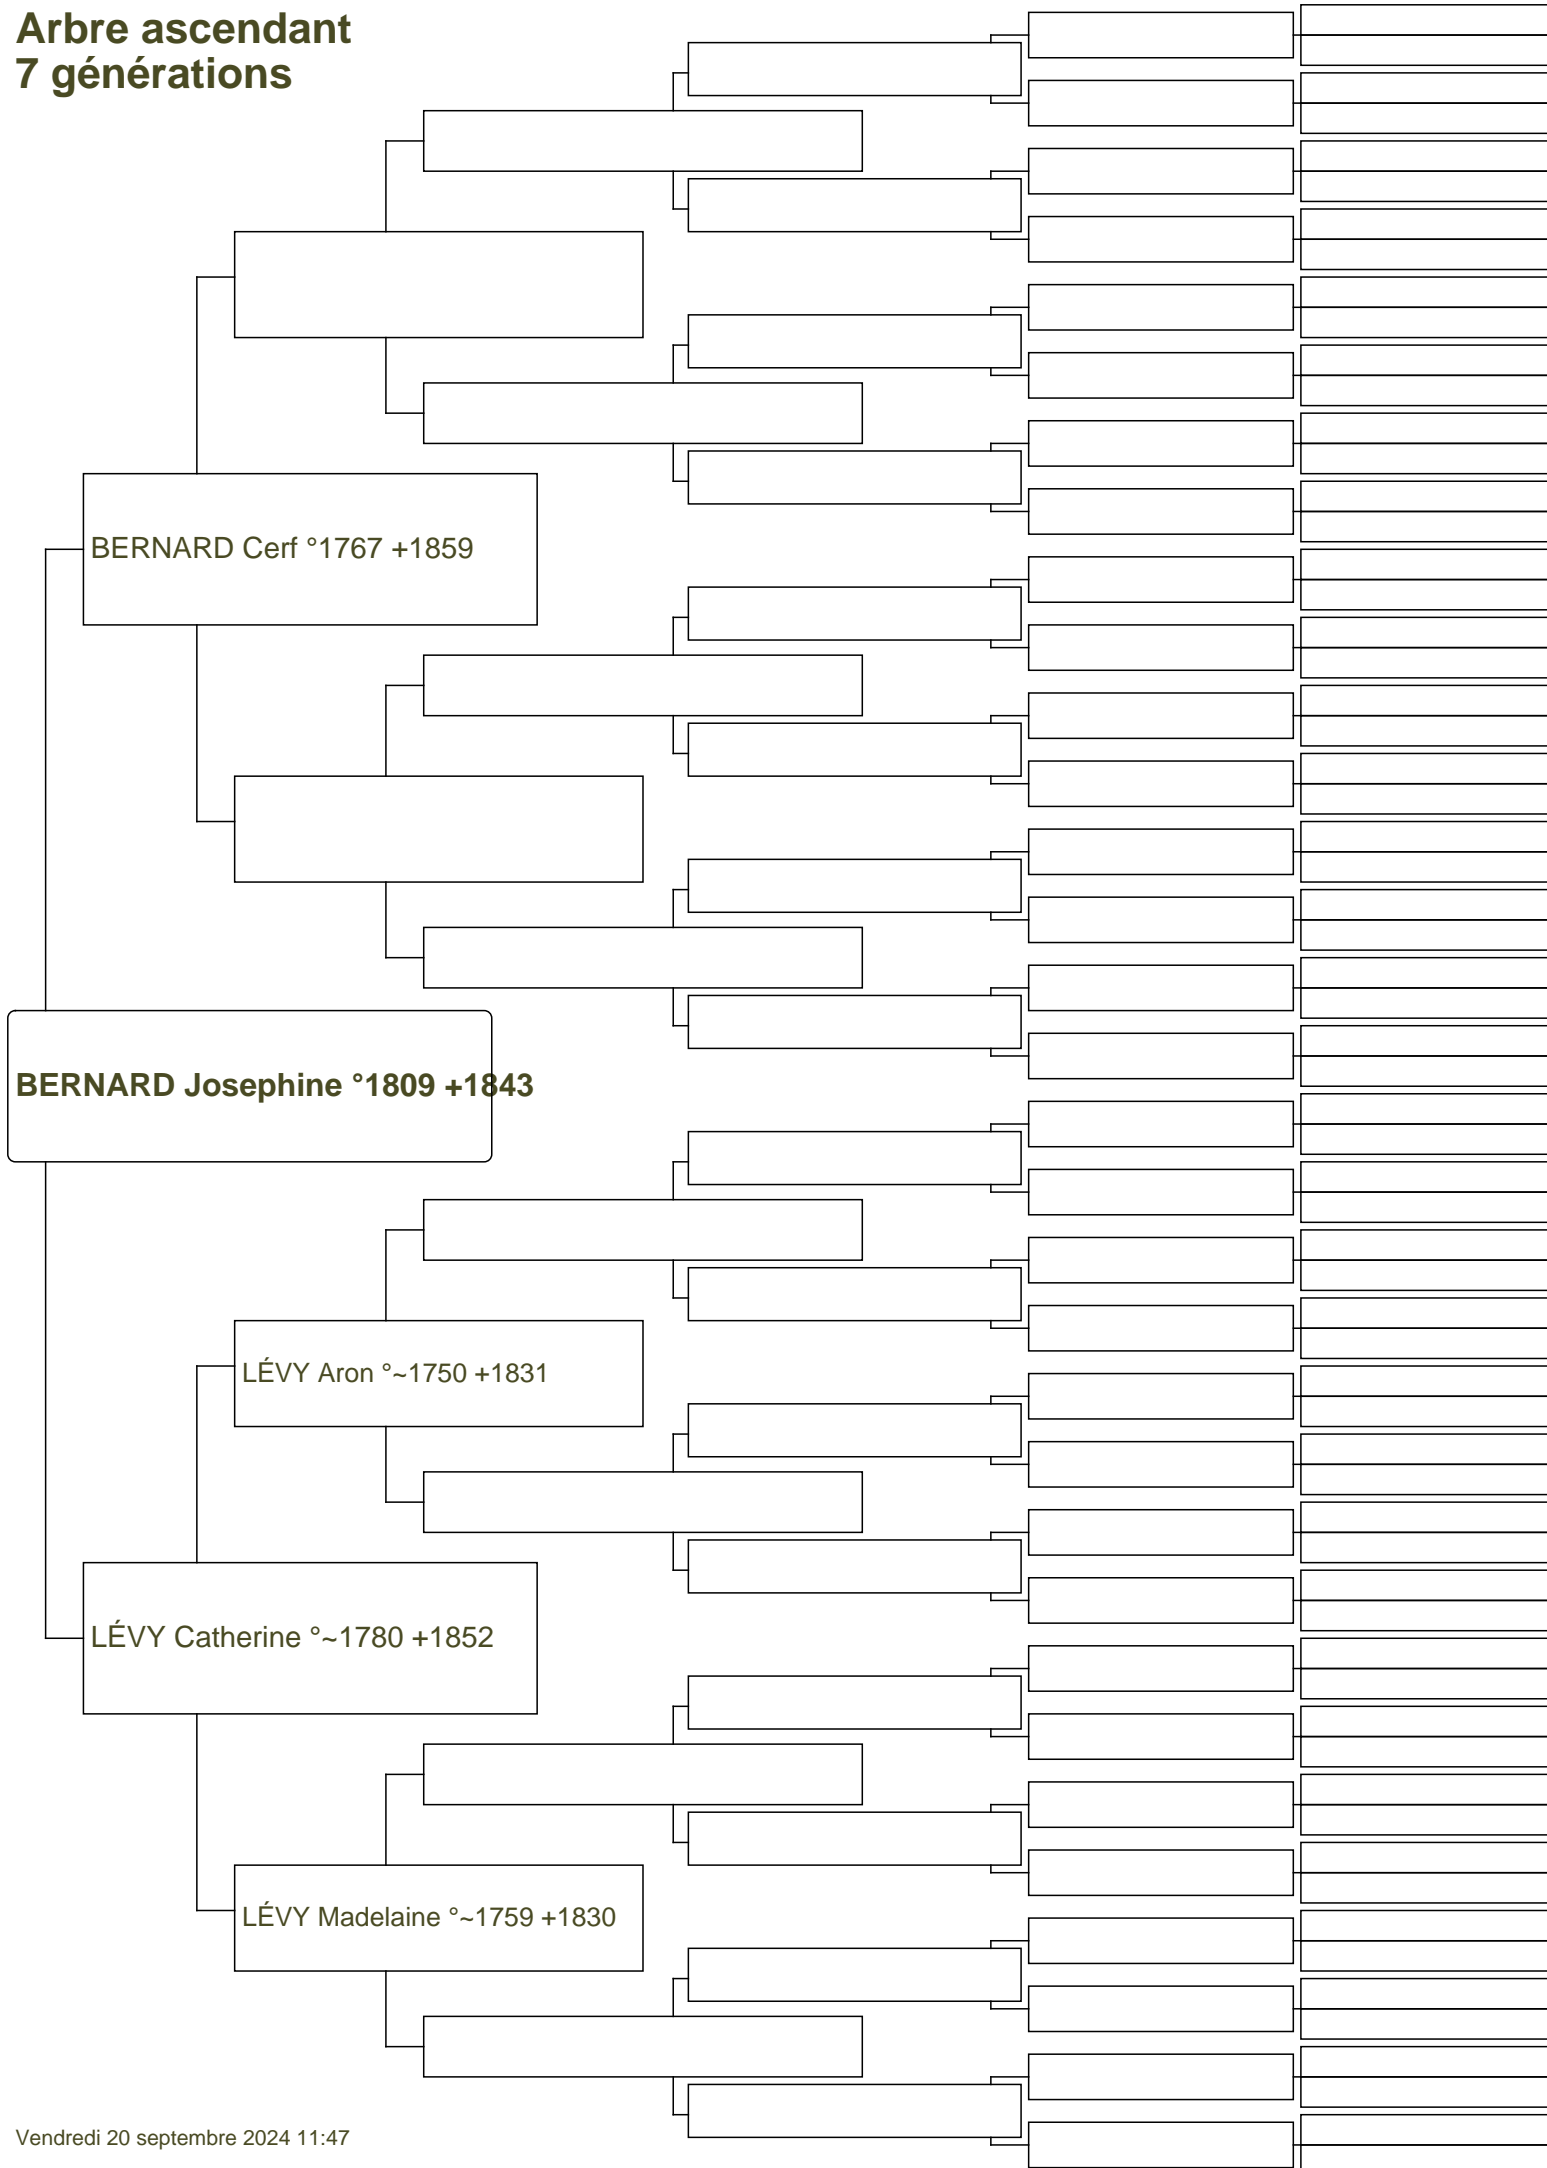 Arbre ascendant
7 générations
BERNARD Cerf °1767 +1859
BERNARD Josephine °1809 +1843
LÉVY Aron °~1750 +1831
LÉVY Catherine °~1780 +1852
LÉVY Madelaine °~1759 +1830
Vendredi 20 septembre 2024 11:47